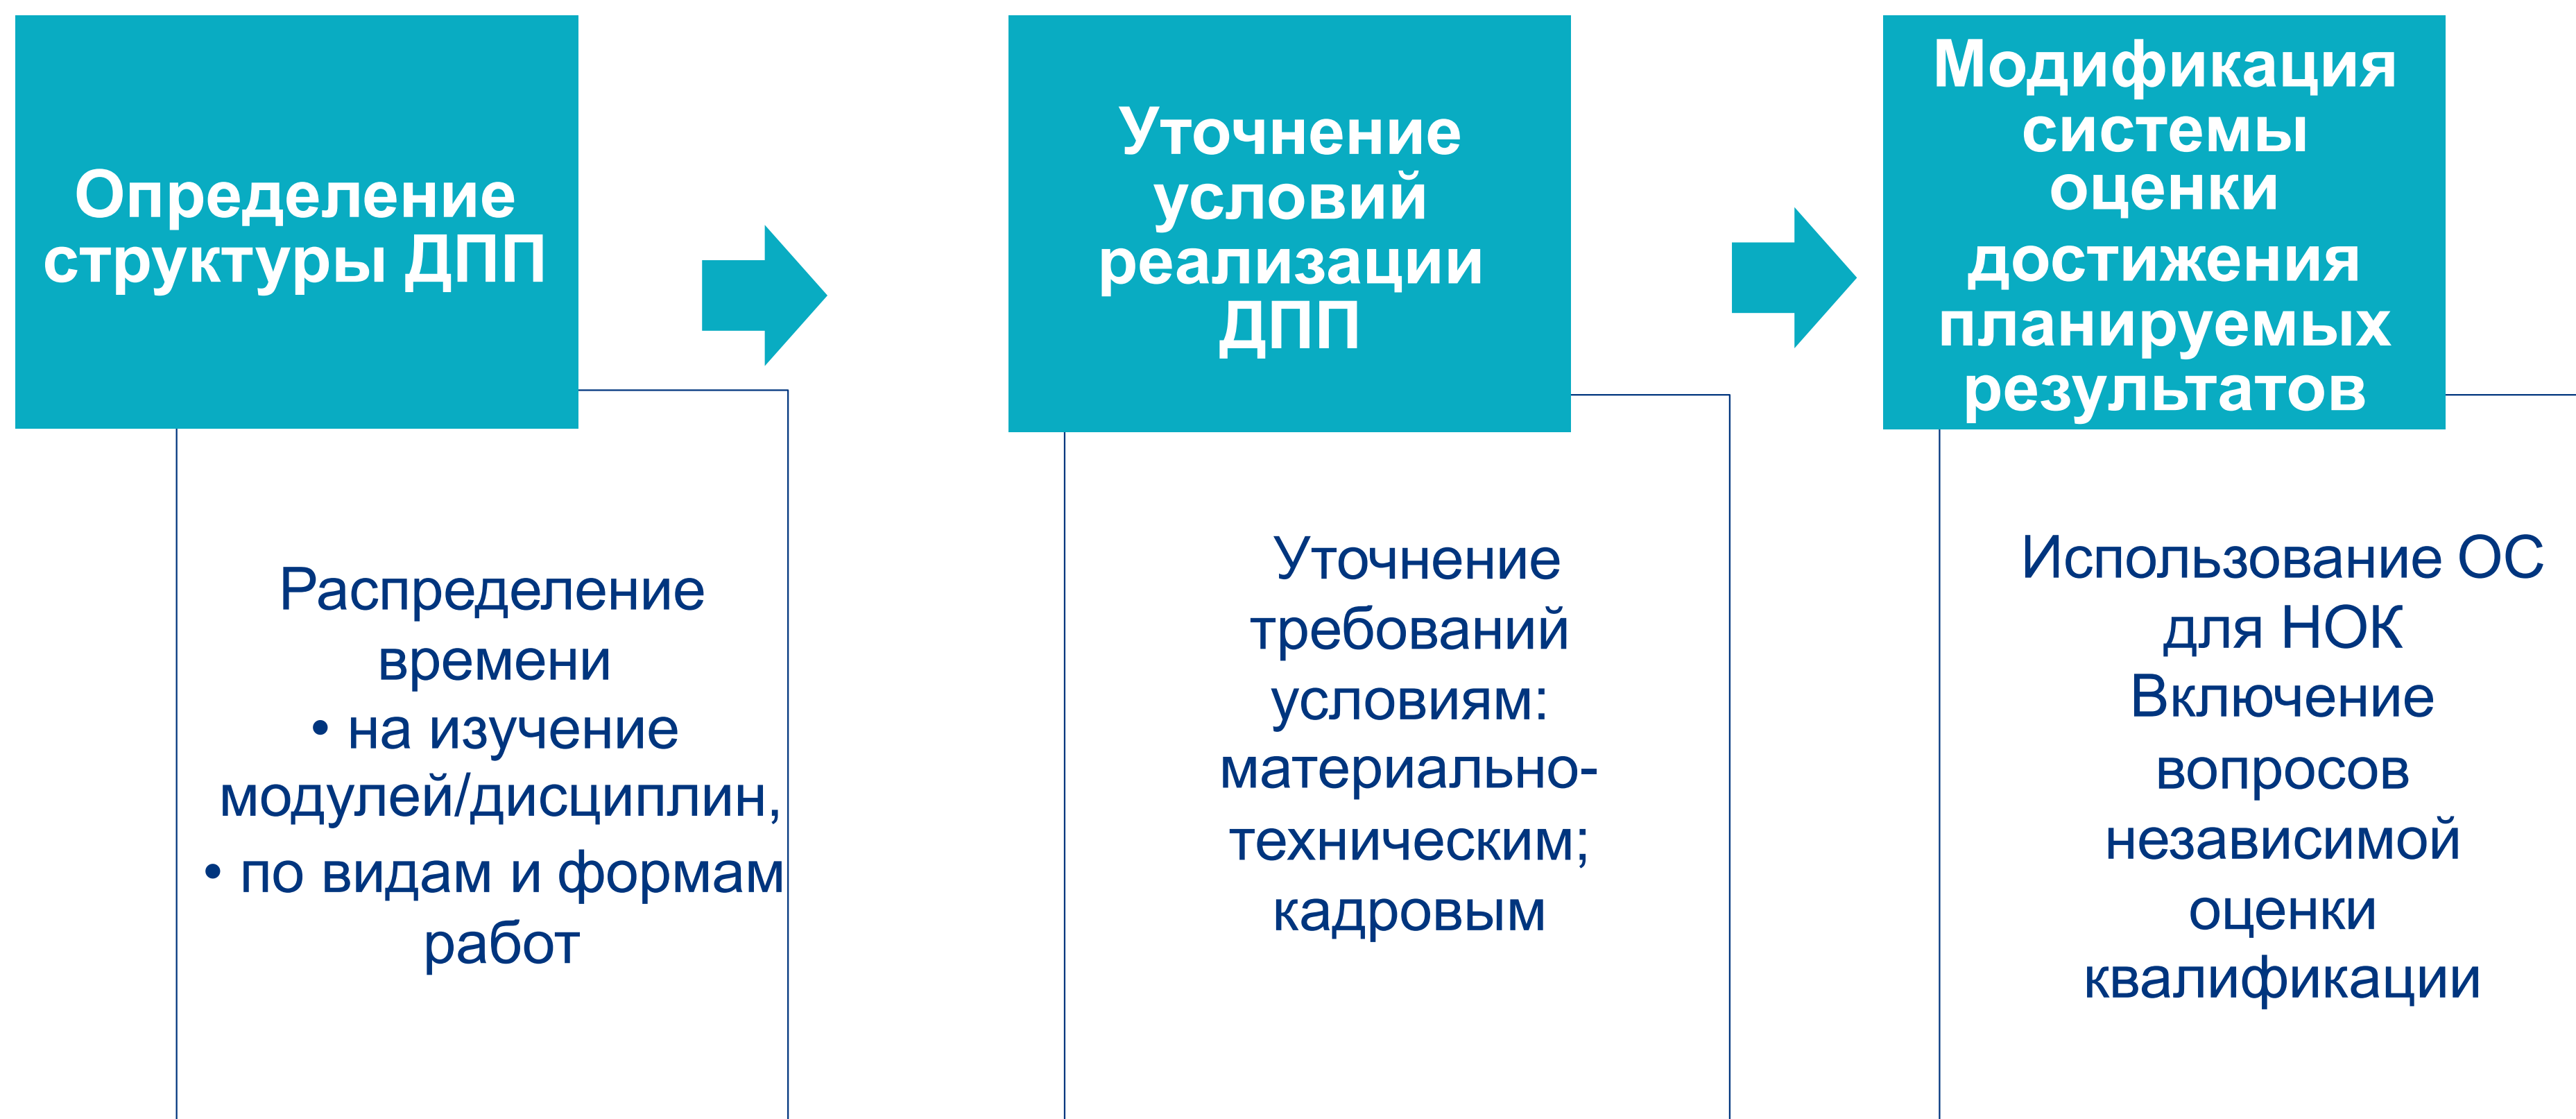 Определение
структуры ДПП
Распределение
времени
• на изучение
модулей/дисциплин,
• по видам и формам
работ
Уточнение
условий
реализации
ДПП
Уточнение
требований
условиям:
материально-
техническим;
кадровым
Модификация
системы
оценки
достижения
планируемых
результатов
Использование ОС
для НОК
Включение
вопросов
независимой
оценки
квалификации